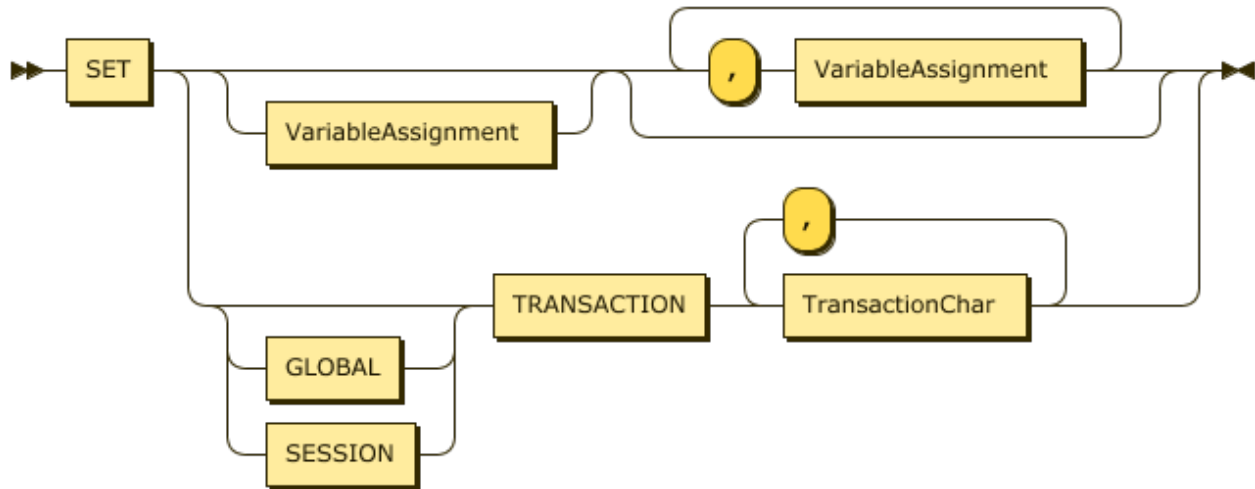 SET , VariableAssignment
VariableAssignment
,
TRANSACTION TransactionChar
GLOBAL
SESSION